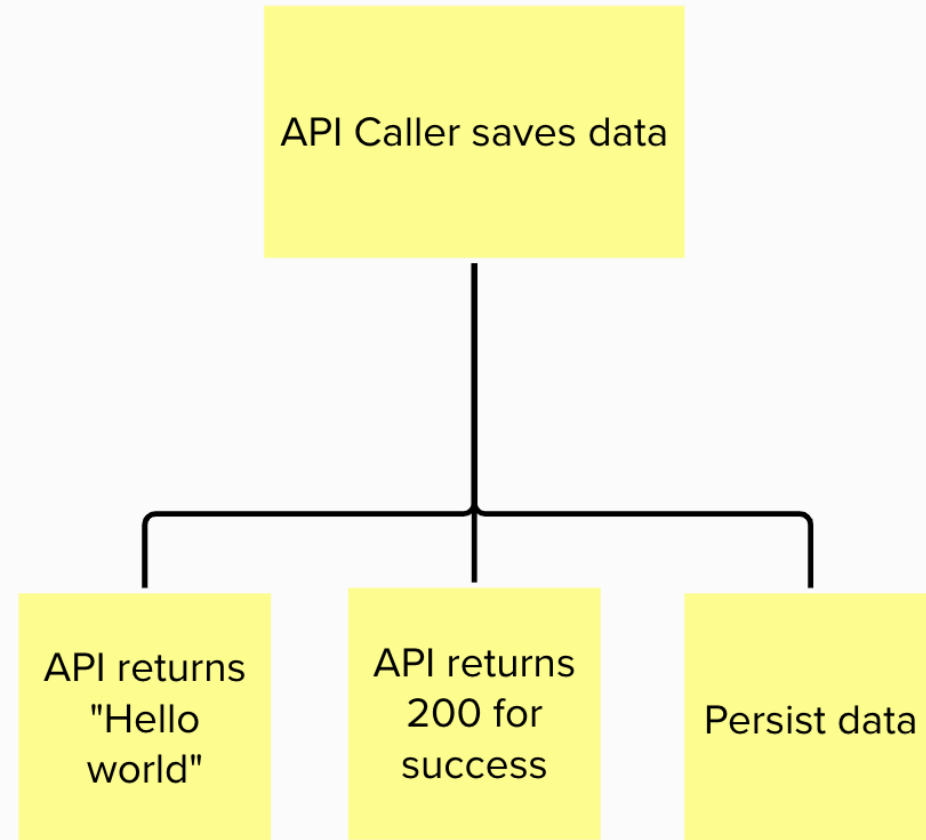 API Caller saves data
API returns
"Hello
world"
API returns
200 for
success
Persist data